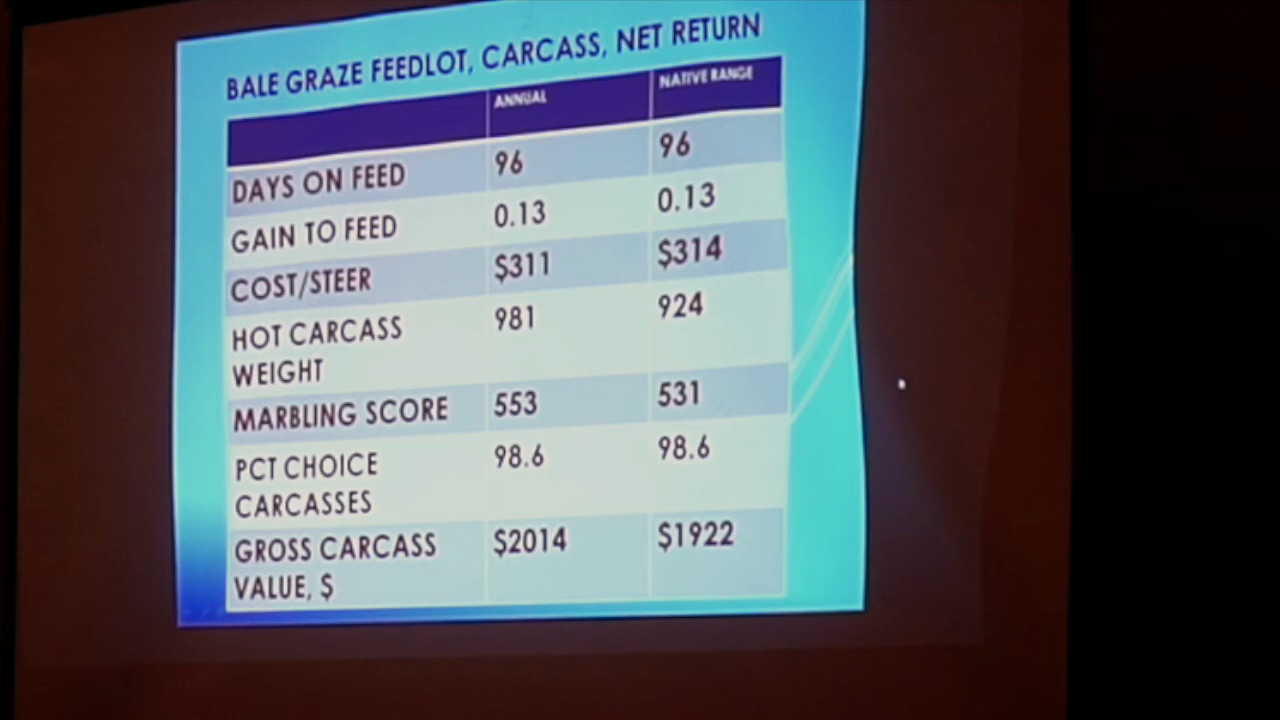 BALE GRAZE FEEDLOT, CARCASS, NET RETURN
ANNUAL NATIVE RANGE
DAYS ON FEED 96 96
GAIN TO FEED 0.13 0.13
COST/STEER $311 $314
HOT CARCASS 981 924
WEIGHT
MARBLING SCORE 553 531
PCT CHOICE 98.6 98.6
CARCASSES
GROSS CARCASS $2014 $1922
VALUE, $